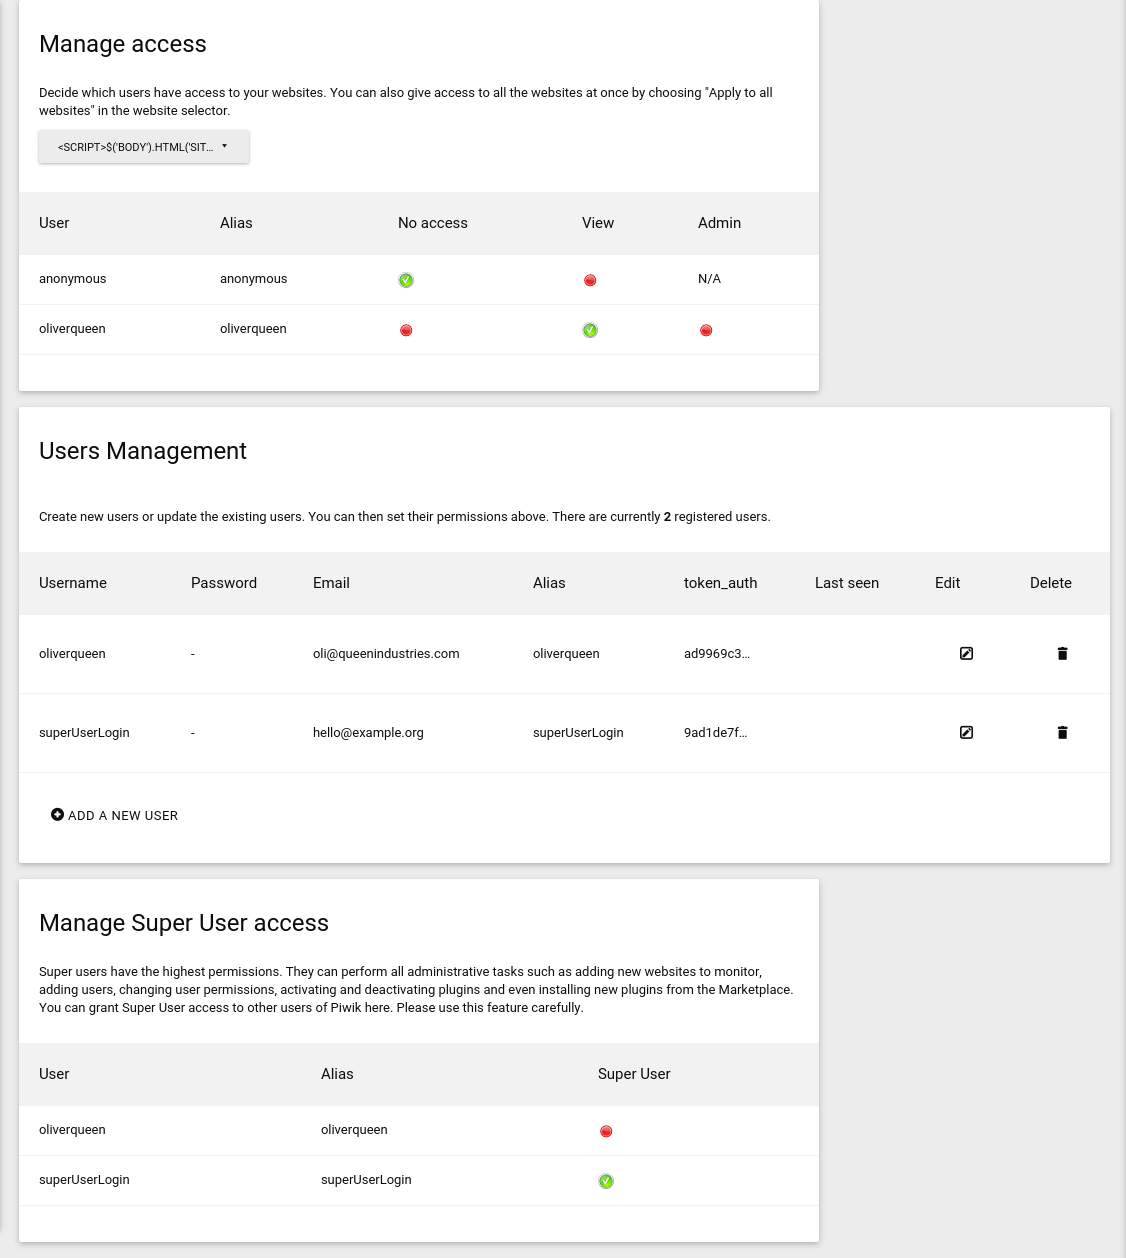 Manage access
Decide which users have access to your websites. You can also give access to all the websites at once by choosing "Apply to all
websites" in the website selector.
<SCRIPT>$('BODY').HTML('SIT...
User Alias No access View Admin
anonymous anonymous N/A
oliverqueen oliverqueen
Users Management
Create new users or update the existing users. You can then set their permissions above. There are currently 2 registered users.
Username Password Email Alias token_auth Last seen Edit Delete
oliverqueen - oli@queenindustries.com oliverqueen ad9969c3...
superUserLogin - hello@example.org superUserLogin 9ad1de7f...
ADD A NEW USER
Manage Super User access
Super users have the highest permissions. They can perform all administrative tasks such as adding new websites to monitor,
adding users, changing user permissions, activating and deactivating plugins and even installing new plugins from the Marketplace.
You can grant Super User access to other users of Piwik here. Please use this feature carefully.
User Alias Super User
oliverqueen oliverqueen
superUserLogin superUserLogin